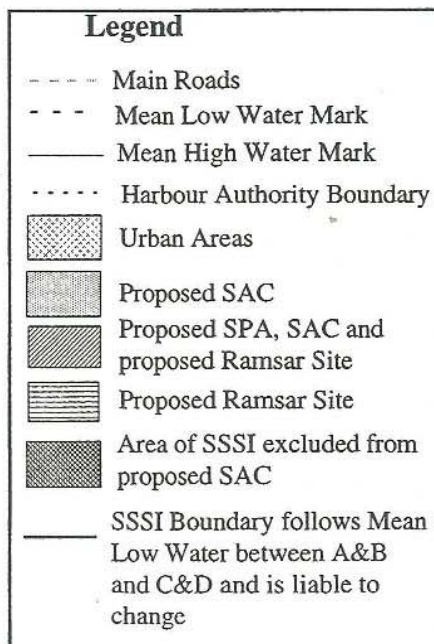 Legend
Main Roads
Mean Low Water Mark
Mean High Water Mark
Harbour Authority Boundary
Urban Areas
Proposed SAC
Proposed SPA, SAC and
proposed Ramsar Site
Proposed Ramsar Site
Area of SSSI excluded from
proposed SAC
SSSI Boundary follows Mean
Low Water between A&B
and C&D and is liable to
change